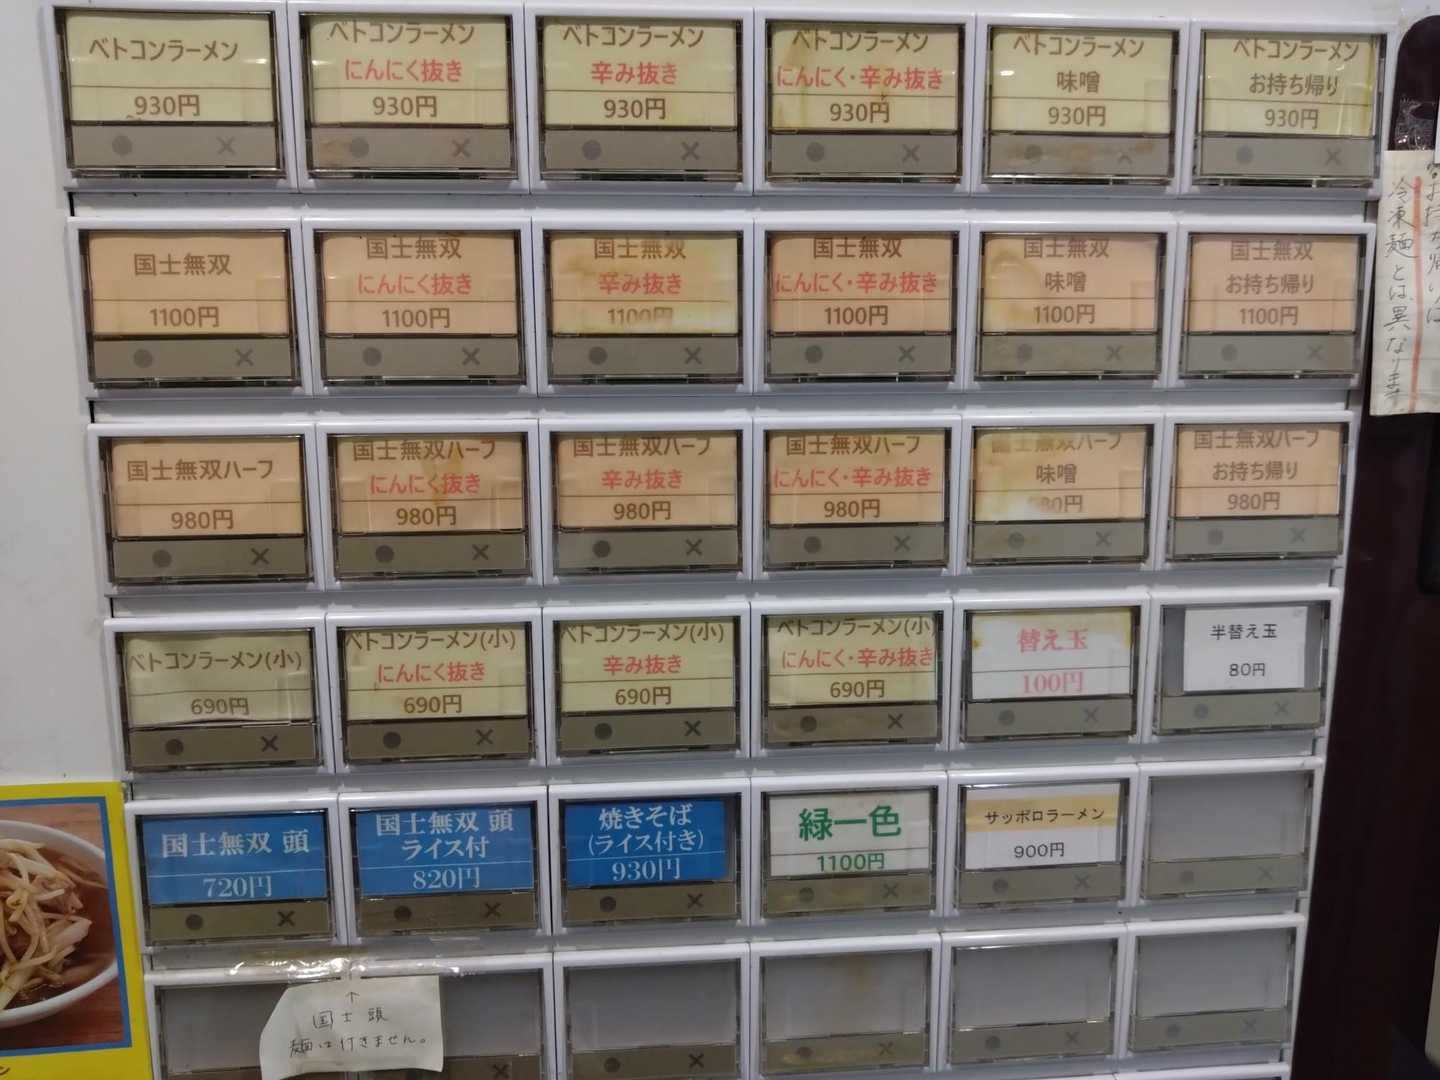 ベトコンラーメン
930円
ベトコンラーメン
にんにく抜き
930円
ベトコンラーメン
辛み抜き
930円
ベトコンラーメン
にんにく・辛み抜き
930円
ベトコンラーメン
味噌
930円
ベトコンラーメン
お持ち帰り
930円
国士無双
1100円
国士無双
にんにく抜き
1100円
国士無双
辛み抜き
1100円
国士無双
にんにく・辛み抜き
1100円
国士無双
味噌
1100円
国士無双
お持ち帰り
1100円
国士無双ハーフ
980円
国士無双ハーフ
にんにく抜き
980円
国士無双ハーフ
辛み抜き
980円
国士無双ハーフ
にんにく・辛み抜き
980円
国士無双ハーフ
味噌
980円
国士無双ハーフ
お持ち帰り
980円
ベトコンラーメン(小)
690円
ベトコンラーメン(小)
にんにく抜き
690円
ベトコンラーメン(小)
辛み抜き
690円
ベトコンラーメン(小)
にんにく・辛み抜き
690円
替え玉
100円
半替え玉
80円
国士無双 頭
720円
国士無双 頭
ライス付
820円
焼きそば
(ライス付き)
930円
緑一色
1100円
サッポロラーメン
900円
↑
国士頭
麺は付きません。
冷凍麺とは異なります
ン